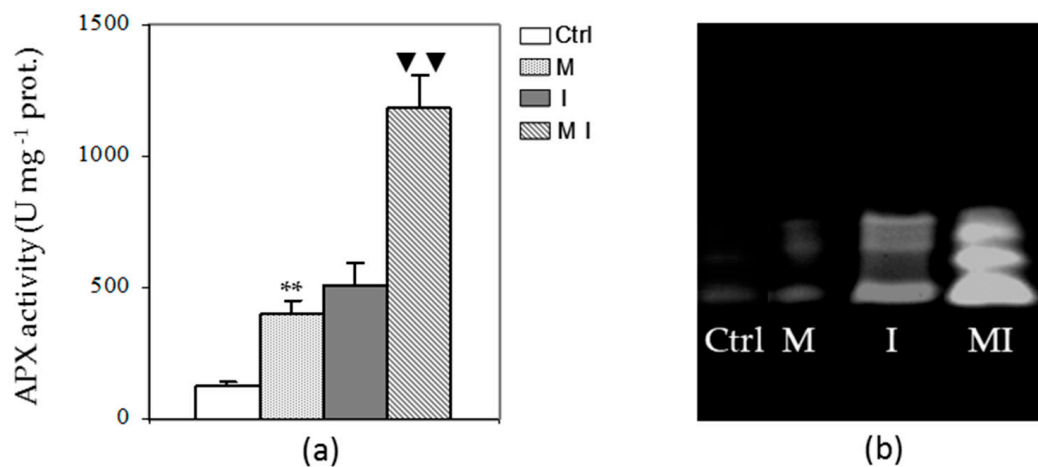 APX activity (U mg⁻¹ prot.)
1500
1000
500
0
**
▼▼
Ctrl
M
I
M I
(a)
Ctrl M I MI
(b)